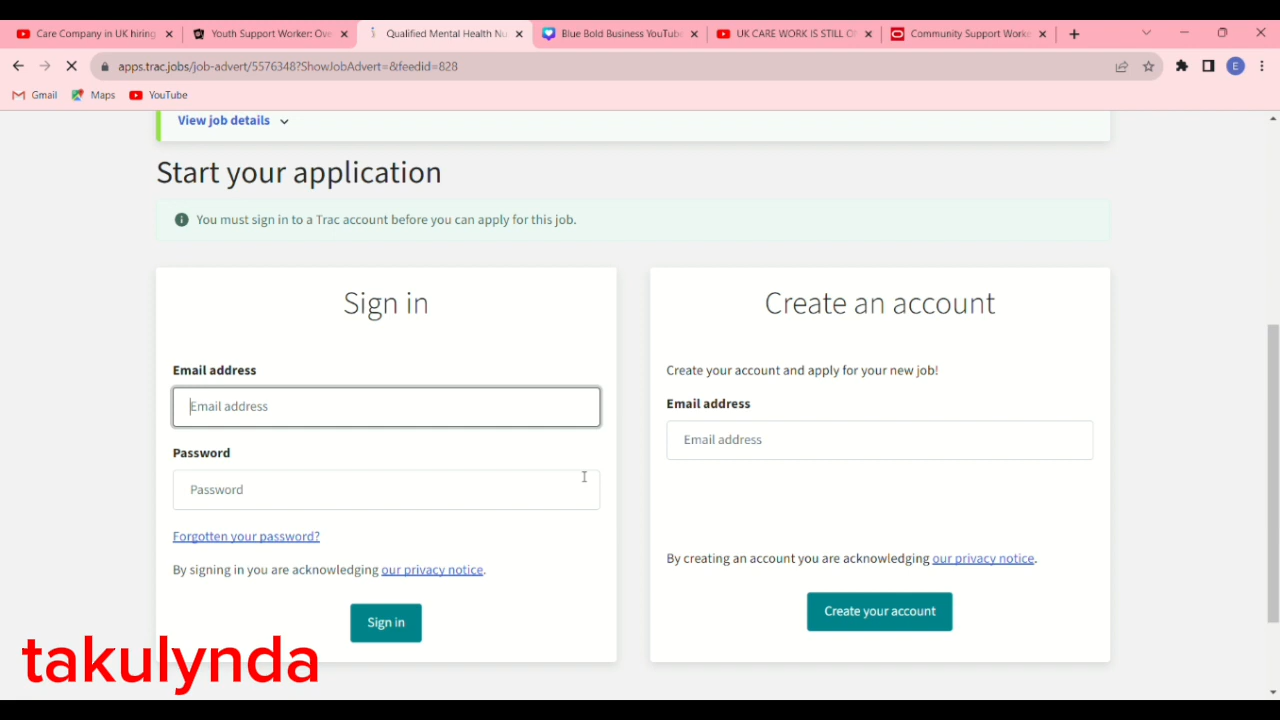 Care Company in UK hiring
Youth Support Worker: Ove
Qualified Mental Health Nu
Blue Bold Business YouTube
UK CARE WORK IS STILL O
Community Support Worke
apps.trac.jobs/job-advert/5576348?ShowJobAdvert=&feedid=828
E
Gmail
Maps
YouTube
View job details
Start your application
You must sign in to a Trac account before you can apply for this job.
Sign in
Email address
Email address
Password
Password
Forgotten your password?
By signing in you are acknowledging our privacy notice.
Sign in
Create an account
Create your account and apply for your new job!
Email address
Email address
By creating an account you are acknowledging our privacy notice.
Create your account
takulynda